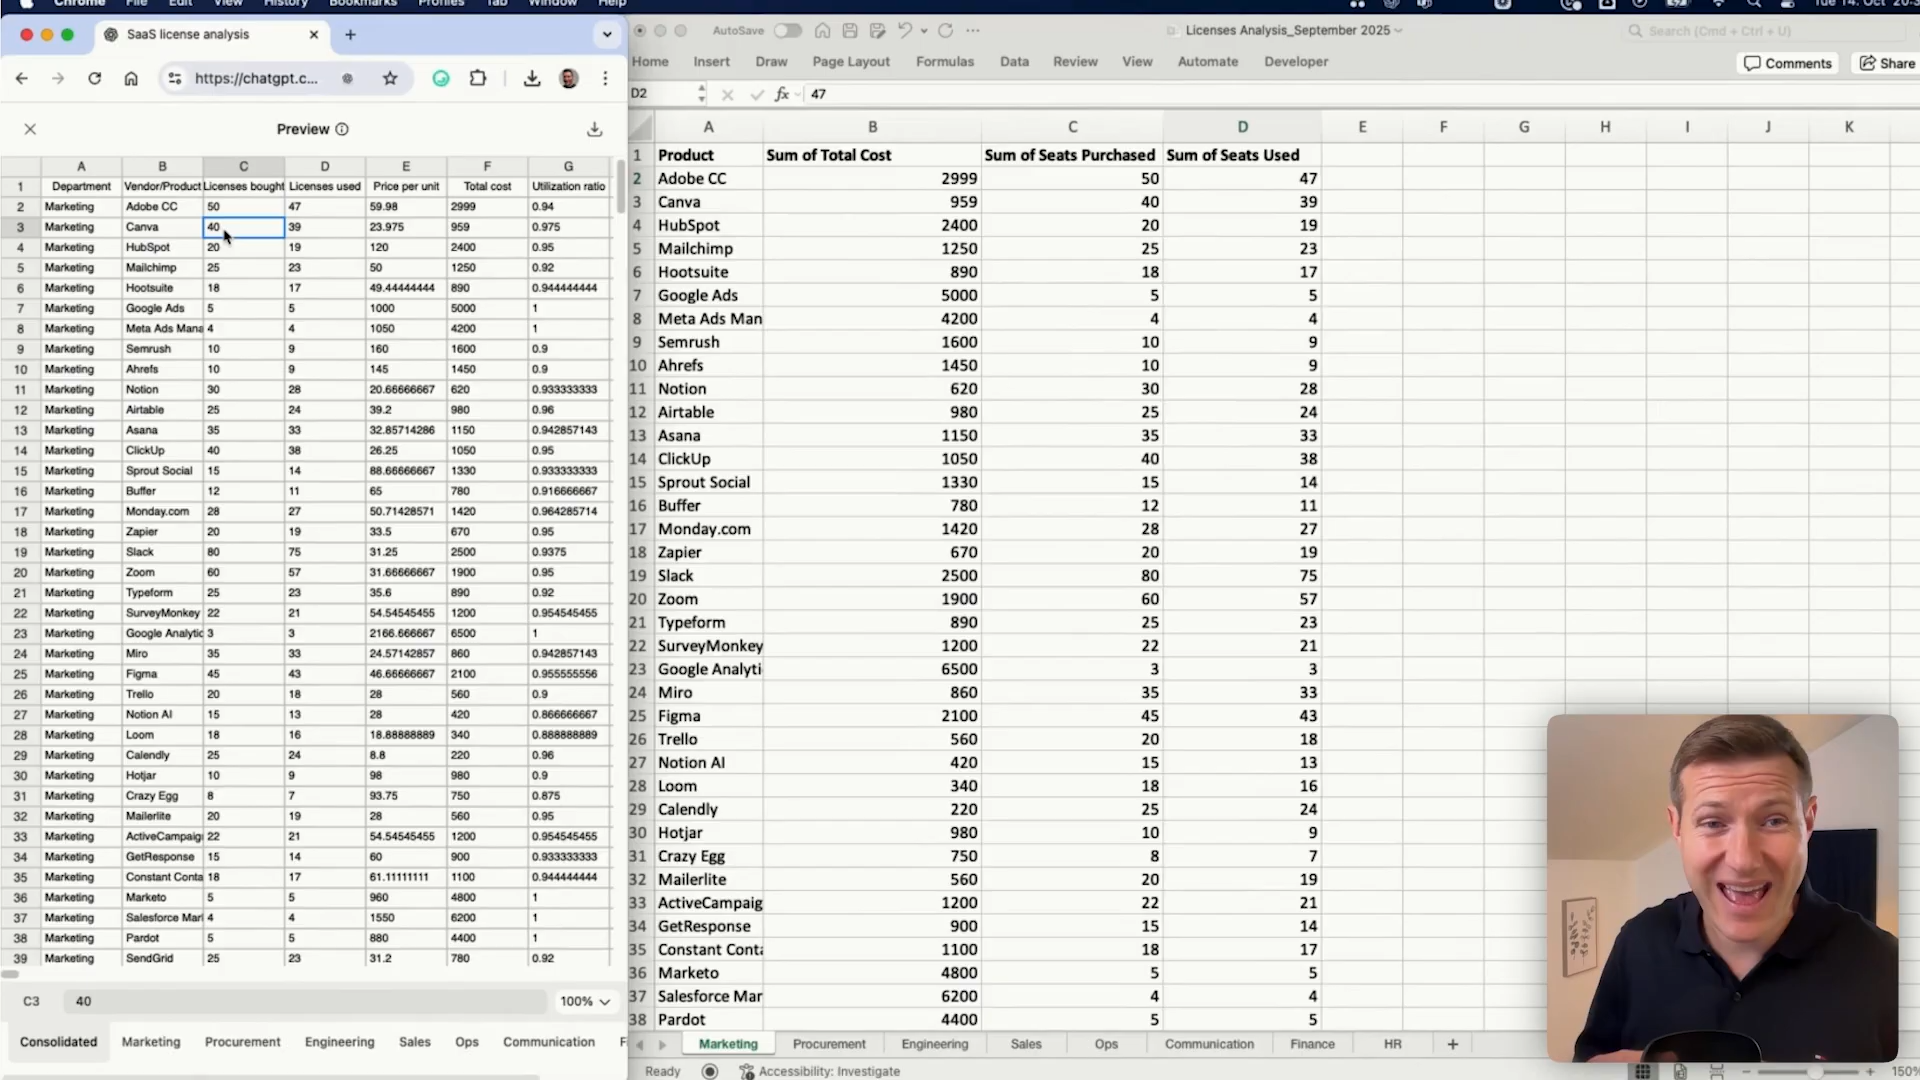 Chrome File Edit View History Bookmarks Profiles Tab Window Help Tue 14. Oct
SaaS license analysis
https://chatgpt.c...
Preview
A B C D E F G
1 Department Vendor/Product Licenses bought Licenses used Price per unit Total cost Utilization ratio
2 Marketing Adobe CC 50 47 59.98 2999 0.94
3 Marketing Canva 40 39 23.975 959 0.975
4 Marketing HubSpot 20 19 120 2400 0.95
5 Marketing Mailchimp 25 23 50 1250 0.92
6 Marketing Hootsuite 18 17 49.44444444 890 0.944444444
7 Marketing Google Ads 5 5 1000 5000 1
8 Marketing Meta Ads Mana 4 4 1050 4200 1
9 Marketing Semrush 10 9 160 1600 0.9
10 Marketing Ahrefs 10 9 145 1450 0.9
11 Marketing Notion 30 28 20.66666667 620 0.933333333
12 Marketing Airtable 25 24 39.2 980 0.96
13 Marketing Asana 35 33 32.85714286 1150 0.942857143
14 Marketing ClickUp 40 38 26.25 1050 0.95
15 Marketing Sprout Social 15 14 88.66666667 1330 0.933333333
16 Marketing Buffer 12 11 65 780 0.916666667
17 Marketing Monday.com 28 27 50.71428571 1420 0.964285714
18 Marketing Zapier 20 19 33.5 670 0.95
19 Marketing Slack 80 75 31.25 2500 0.9375
20 Marketing Zoom 60 57 31.66666667 1900 0.95
21 Marketing Typeform 25 23 35.6 890 0.92
22 Marketing SurveyMonkey 22 21 54.54545455 1200 0.954545455
23 Marketing Google Analytic 3 3 2166.666667 6500 1
24 Marketing Miro 35 33 24.57142857 860 0.942857143
25 Marketing Figma 45 43 46.66666667 2100 0.955555556
26 Marketing Trello 20 18 28 560 0.9
27 Marketing Notion AI 15 13 28 420 0.866666667
28 Marketing Loom 18 16 18.88888889 340 0.888888889
29 Marketing Calendly 25 24 8.8 220 0.96
30 Marketing Hotjar 10 9 98 980 0.9
31 Marketing Crazy Egg 8 7 93.75 750 0.875
32 Marketing Mailerlite 20 19 28 560 0.95
33 Marketing ActiveCampaig 22 21 54.54545455 1200 0.954545455
34 Marketing GetResponse 15 14 60 900 0.933333333
35 Marketing Constant Conta 18 17 61.11111111 1100 0.944444444
36 Marketing Marketo 5 5 960 4800 1
37 Marketing Salesforce Mar 4 4 1550 6200 1
38 Marketing Pardot 5 5 880 4400 1
39 Marketing SendGrid 25 23 31.2 780 0.92
C3 40 100%
Consolidated Marketing Procurement Engineering Sales Ops Communication F
AutoSave Licenses Analysis_September 2025 Search (Cmd + Ctrl + U)
Home Insert Draw Page Layout Formulas Data Review View Automate Developer Comments Share
D2 fx 47
A B C D E F G H I J K
1 Product Sum of Total Cost Sum of Seats Purchased Sum of Seats Used
2 Adobe CC 2999 50 47
3 Canva 959 40 39
4 HubSpot 2400 20 19
5 Mailchimp 1250 25 23
6 Hootsuite 890 18 17
7 Google Ads 5000 5 5
8 Meta Ads Man 4200 4 4
9 Semrush 1600 10 9
10 Ahrefs 1450 10 9
11 Notion 620 30 28
12 Airtable 980 25 24
13 Asana 1150 35 33
14 ClickUp 1050 40 38
15 Sprout Social 1330 15 14
16 Buffer 780 12 11
17 Monday.com 1420 28 27
18 Zapier 670 20 19
19 Slack 2500 80 75
20 Zoom 1900 60 57
21 Typeform 890 25 23
22 SurveyMonkey 1200 22 21
23 Google Analyti 6500 3 3
24 Miro 860 35 33
25 Figma 2100 45 43
26 Trello 560 20 18
27 Notion AI 420 15 13
28 Loom 340 18 16
29 Calendly 220 25 24
30 Hotjar 980 10 9
31 Crazy Egg 750 8 7
32 Mailerlite 560 20 19
33 ActiveCampaig 1200 22 21
34 GetResponse 900 15 14
35 Constant Conta 1100 18 17
36 Marketo 4800 5 5
37 Salesforce Mar 6200 4 4
38 Pardot 4400 5 5
Marketing Procurement Engineering Sales Ops Communication Finance HR
Ready Accessibility: Investigate 150%